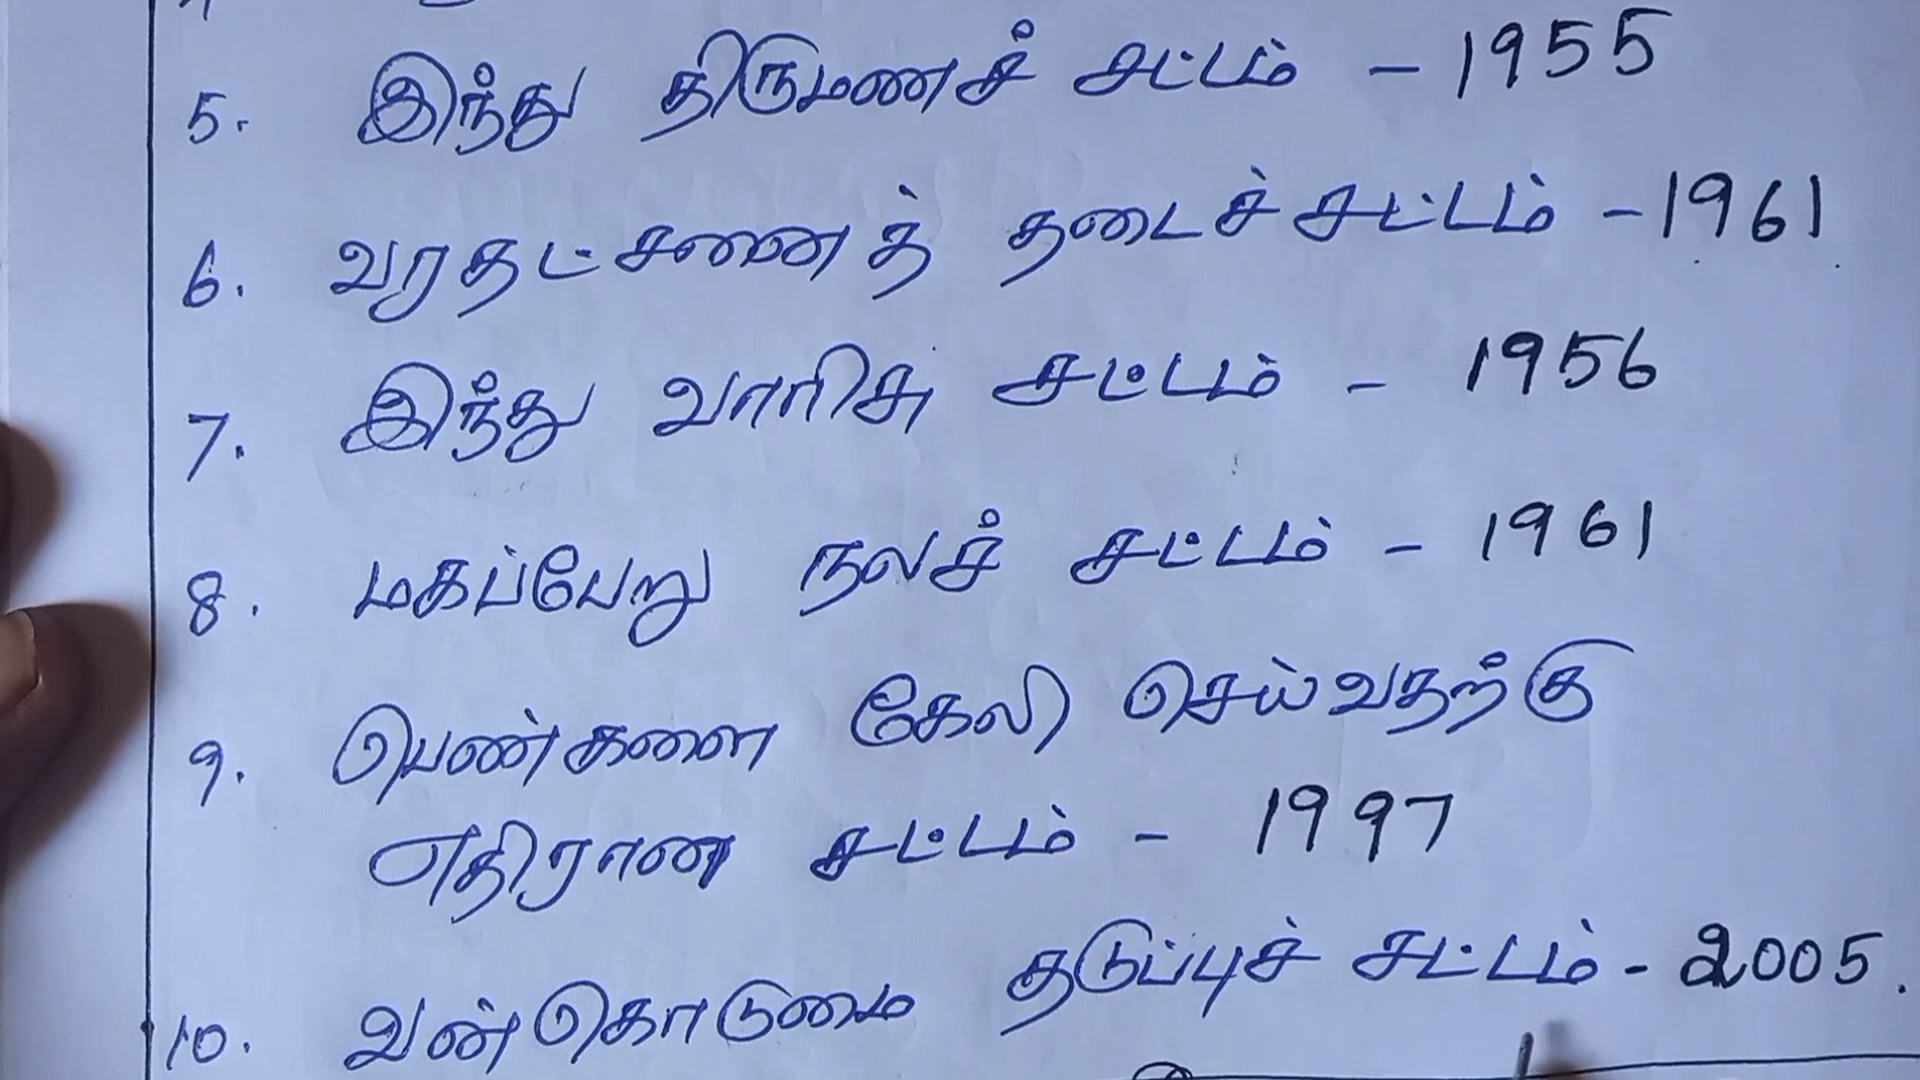 5. இந்து திருமணச் சட்டம் - 1955
6. வரதட்சணைத் தடைச்சட்டம் - 1961
7. இந்து வாரிசு சட்டம் - 1956
8. மகப்பேறு நலச் சட்டம் - 1961
9. பெண்களை கேலி செய்வதற்கு
எதிரான சட்டம் - 1997
10. வன்கொடுமை தடுப்புச் சட்டம் - 2005.